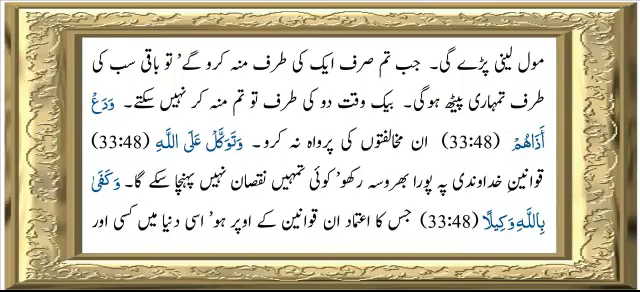 مول لینی پڑے گی۔ جب تم صرف ایک کی طرف منہ کرو گے' تو باقی سب کی
طرف تمہاری پیٹھ ہوگی۔ بیک وقت دو کی طرف تو تم منہ کر نہیں سکتے۔ وَدَعْ
أَذَاهُمْ (33:48) ان مخالفتوں کی پرواہ نہ کرو۔ وَتَوَكَّلْ عَلَى اللَّهِ (33:48)
قوانینِ خداوندی پہ پورا بھروسہ رکھو' کوئی تمہیں نقصان نہیں پہنچا سکے گا۔ وَكَفَىٰ
بِاللَّهِ وَكِيلًا (33:48) جس کا اعتماد ان قوانین کے اوپر ہو' اسی دنیا میں کسی اور